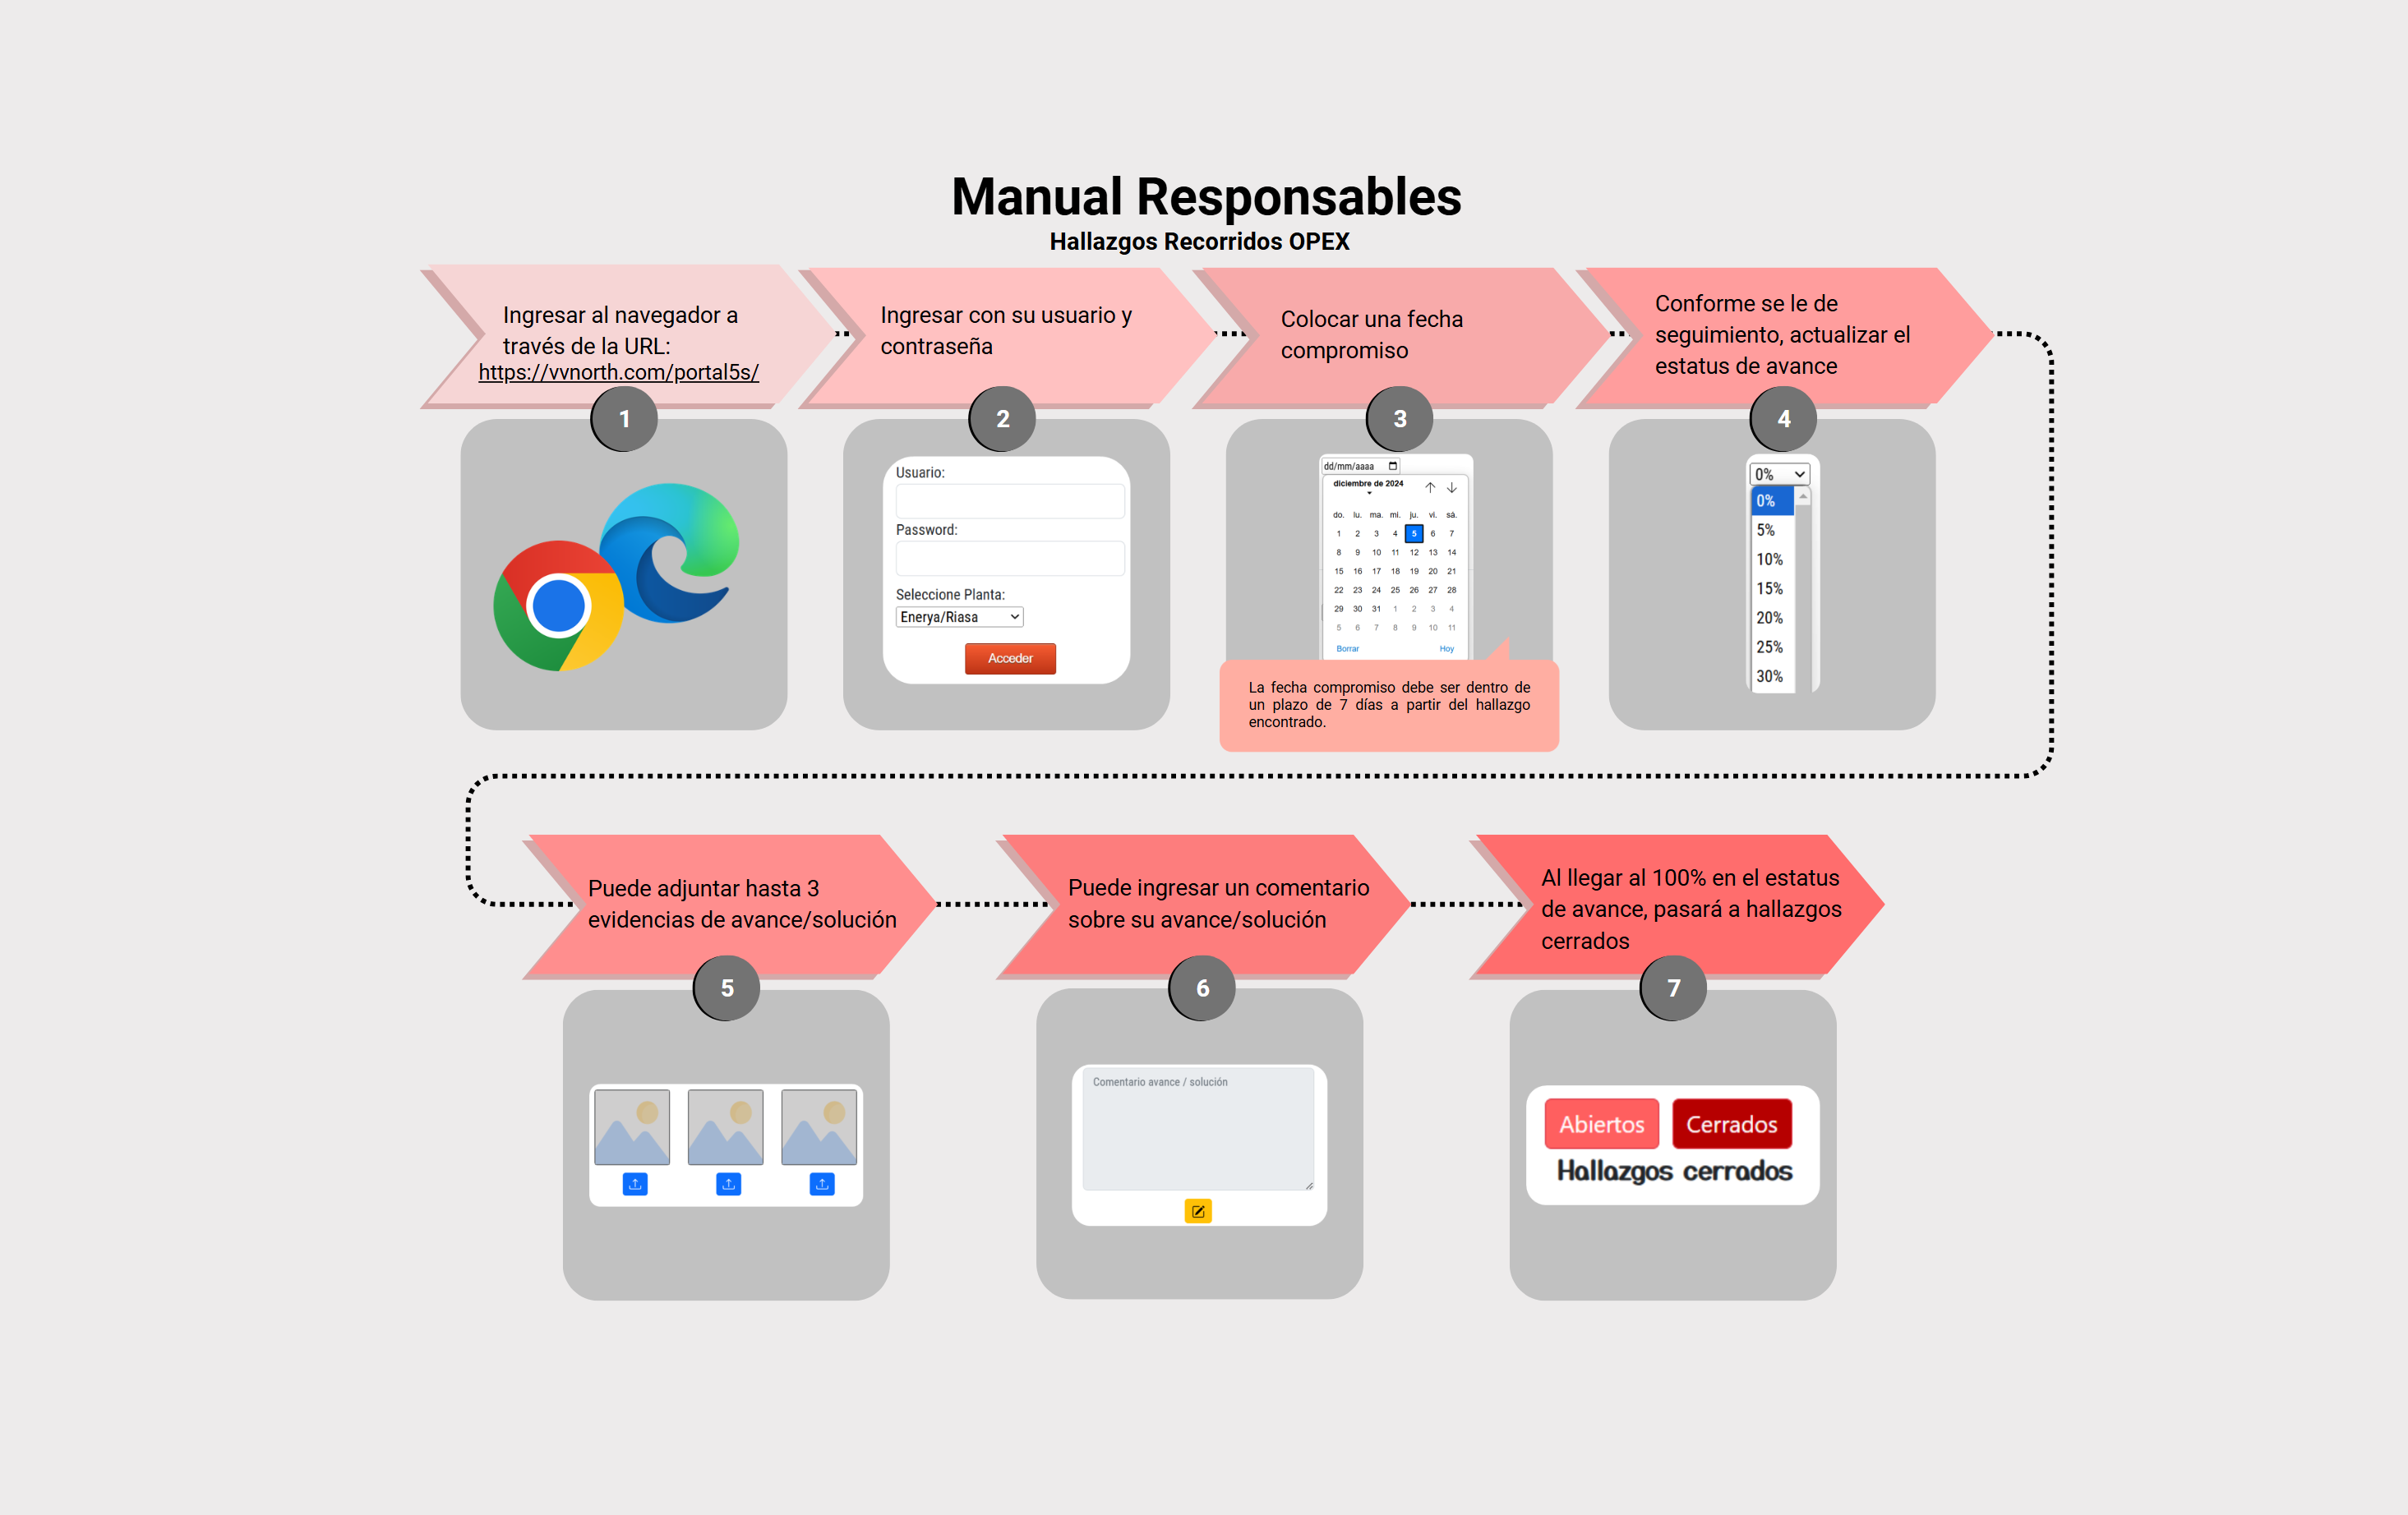 Manual Responsables
Hallazgos Recorridos OPEX
Ingresar al navegador a
través de la URL:
https://vvnorth.com/portal5s/
1
Usuario:
Password:
Seleccione Planta:
Enerya/Riasa
Acceder
Ingresar con su usuario y
contraseña
2
Colocar una fecha
compromiso
3
dd/mm/aaaa
diciembre de 2024
do. lu. ma. mi. ju. vi. sá.
1 2 3 4 5 6 7
8 9 10 11 12 13 14
15 16 17 18 19 20 21
22 23 24 25 26 27 28
29 30 31 1 2 3 4
5 6 7 8 9 10 11
Borrar Hoy
La fecha compromiso debe ser dentro de
un plazo de 7 días a partir del hallazgo
encontrado.
Conforme se le de
seguimiento, actualizar el
estatus de avance
4
0%
0%
5%
10%
15%
20%
25%
30%
Puede adjuntar hasta 3
evidencias de avance/solución
5
Puede ingresar un comentario
sobre su avance/solución
6
Comentario avance / solución
Al llegar al 100% en el estatus
de avance, pasará a hallazgos
cerrados
7
Abiertos Cerrados
Hallazgos cerrados